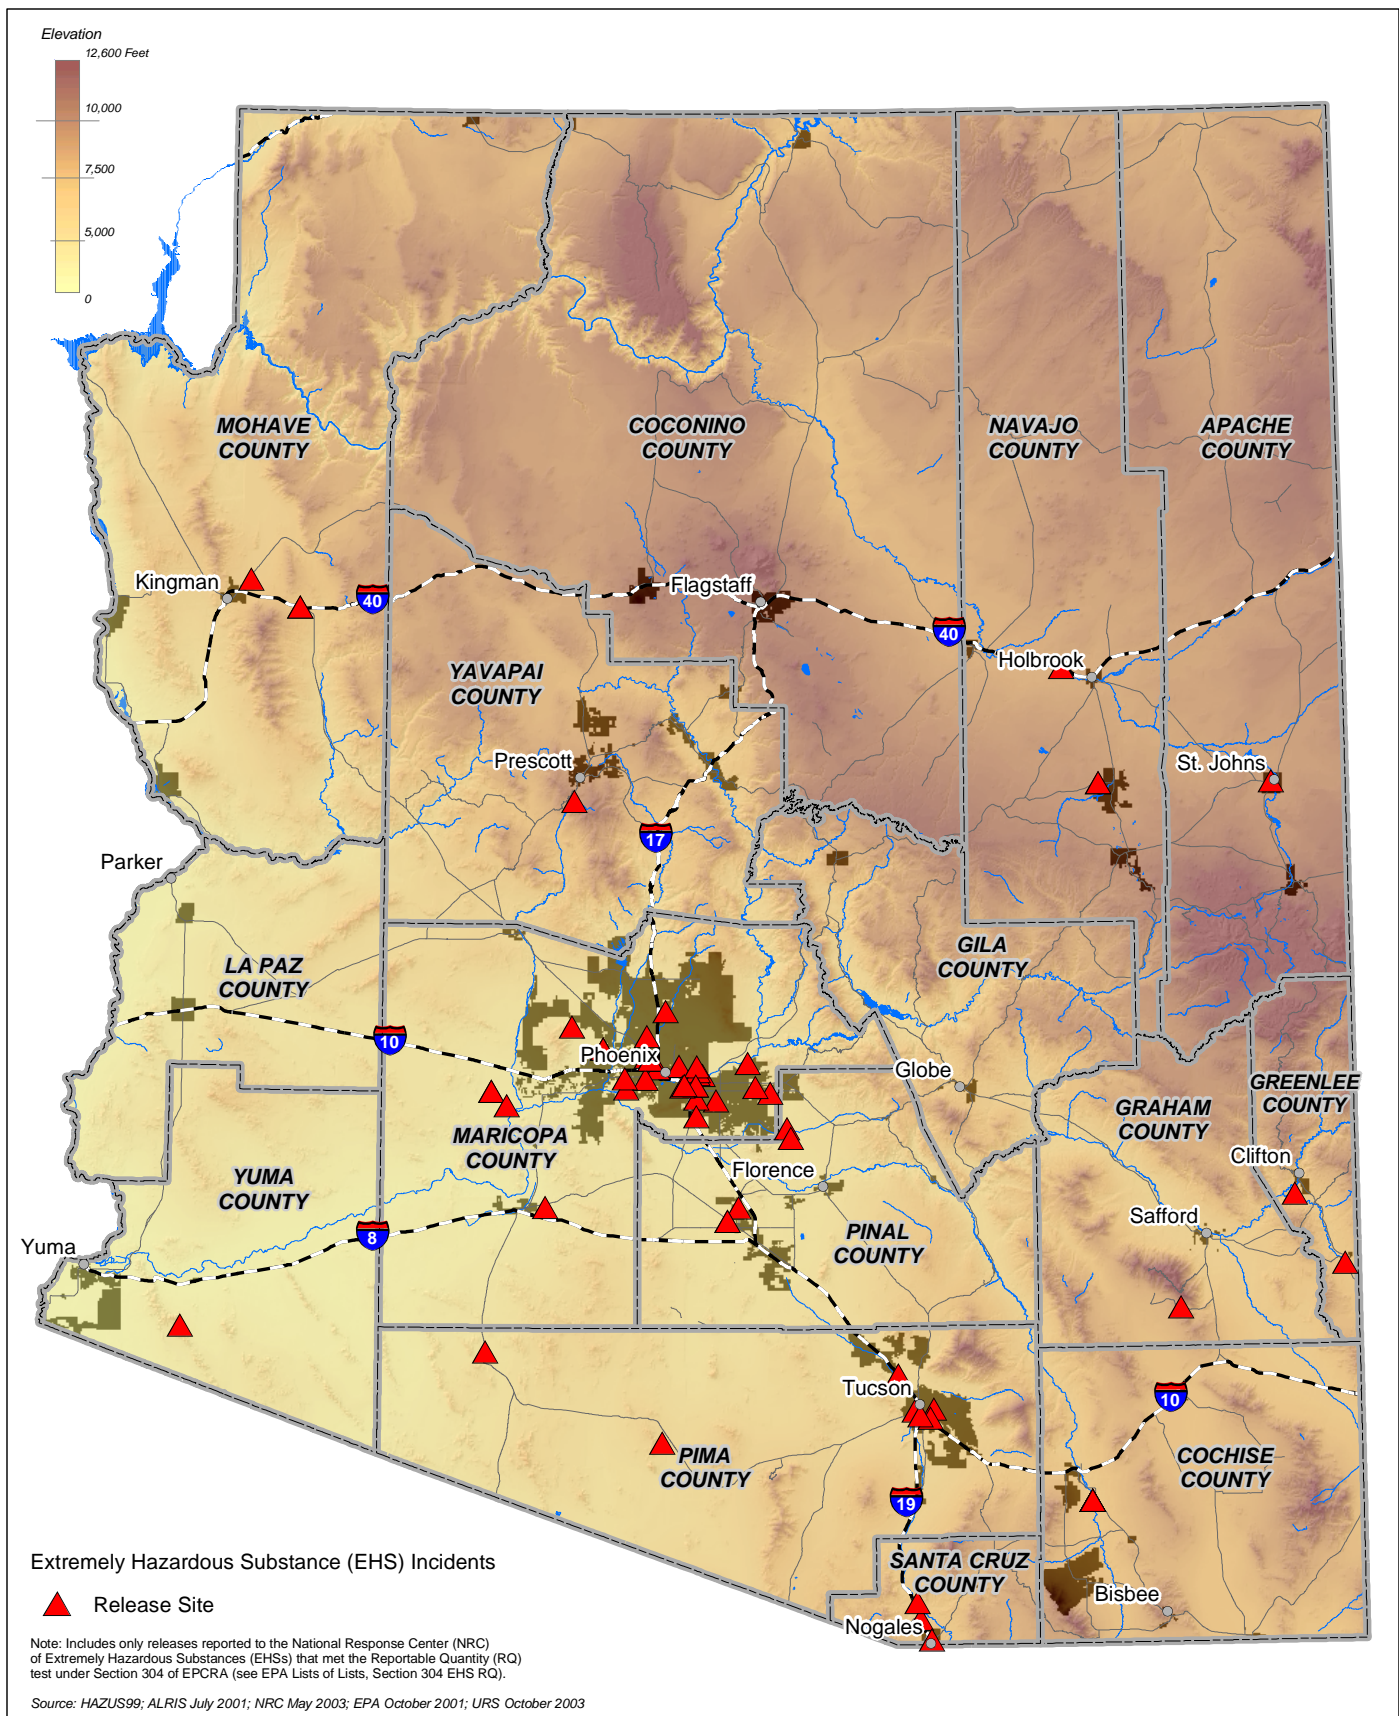 Elevation
12,600 Feet
10,000
7,500
5,000
0
MOHAVE
COUNTY
COCONINO
COUNTY
NAVAJO
COUNTY
APACHE
COUNTY
Kingman
40
Flagstaff
40
Holbrook
YAVAPAI
COUNTY
Prescott
St. Johns
17
Parker
LA PAZ
COUNTY
GILA
COUNTY
10
Phoenix
Globe
GREENLEE
COUNTY
GRAHAM
COUNTY
MARICOPA
COUNTY
Clifton
Florence
YUMA
COUNTY
Safford
PINAL
COUNTY
8
Yuma
Tucson
10
PIMA
COUNTY
COCHISE
COUNTY
19
SANTA CRUZ
COUNTY
Bisbee
Nogales
Extremely Hazardous Substance (EHS) Incidents
Release Site
Note: Includes only releases reported to the National Response Center (NRC)
of Extremely Hazardous Substances (EHSs) that met the Reportable Quantity (RQ)
test under Section 304 of EPCRA (see EPA Lists of Lists, Section 304 EHS RQ).
Source: HAZUS99; ALRIS July 2001; NRC May 2003; EPA October 2001; URS October 2003